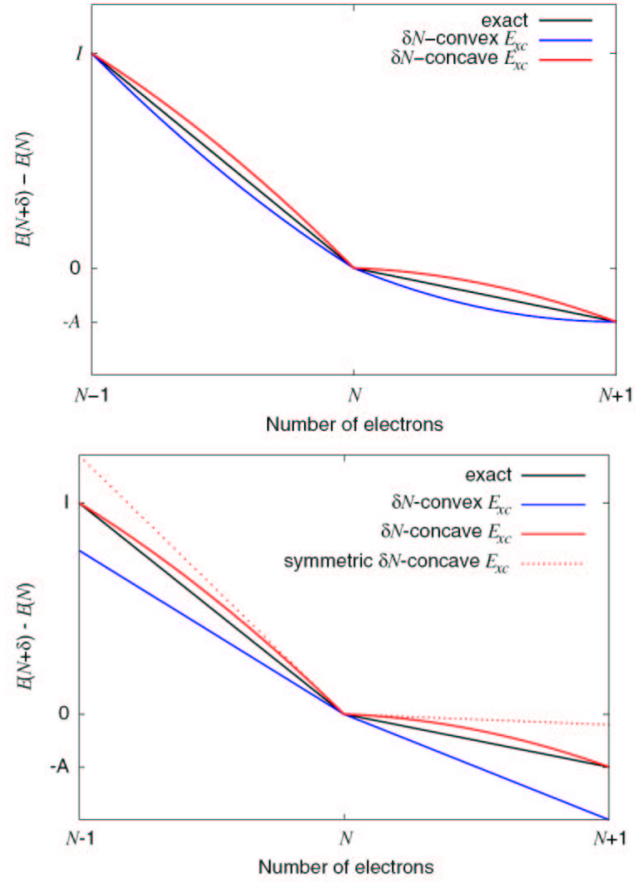 exact
δN−convex Exc
δN−concave Exc
I
0
-A
E(N+δ) − E(N)
N−1
N
N+1
Number of electrons
exact
δN-convex Exc
δN-concave Exc
symmetric δN-concave Exc
I
0
-A
E(N+δ) - E(N)
N-1
N
N+1
Number of electrons